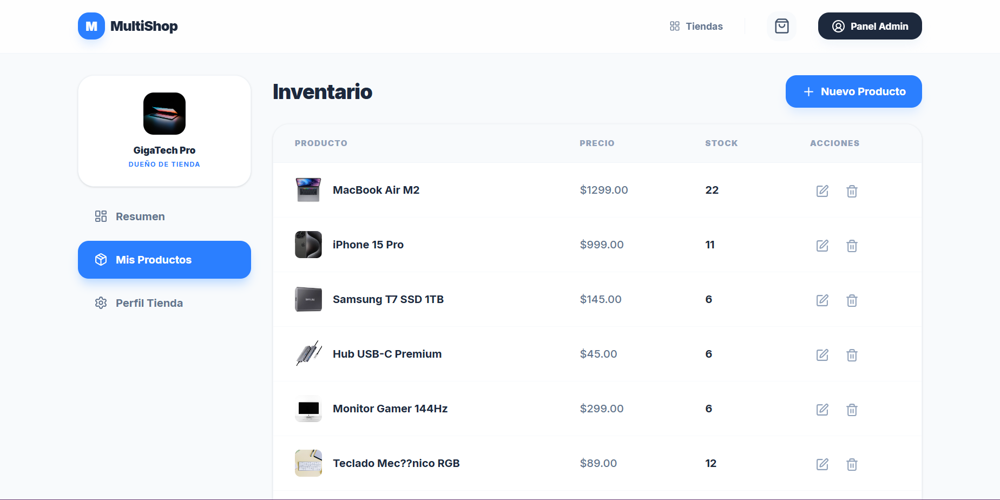 M MultiShop
Tiendas
Panel Admin
GigaTech Pro
DUEÑO DE TIENDA
Resumen
Mis Productos
Perfil Tienda
Inventario
Nuevo Producto
PRODUCTO PRECIO STOCK ACCIONES
MacBook Air M2 $1299.00 22
iPhone 15 Pro $999.00 11
Samsung T7 SSD 1TB $145.00 6
Hub USB-C Premium $45.00 6
Monitor Gamer 144Hz $299.00 6
Teclado Mec??nico RGB $89.00 12